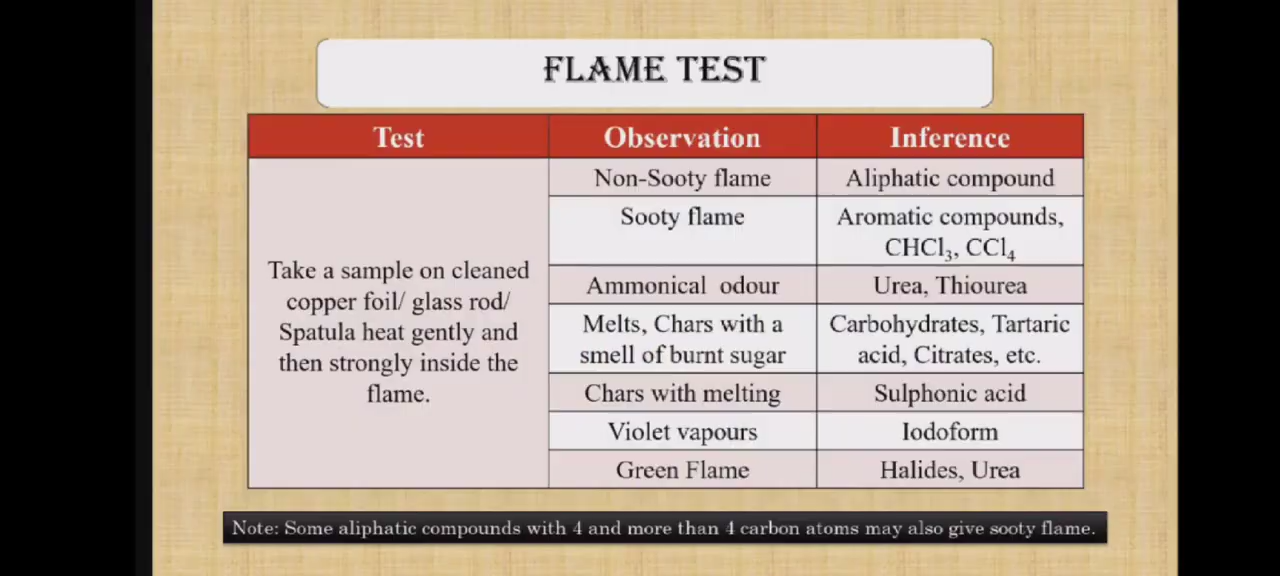 FLAME TEST
Test
Observation
Inference
Take a sample on cleaned
copper foil/ glass rod/
Spatula heat gently and
then strongly inside the
flame.
Non-Sooty flame
Aliphatic compound
Sooty flame
Aromatic compounds,
CHCl₃, CCl₄
Ammonical odour
Urea, Thiourea
Melts, Chars with a
smell of burnt sugar
Carbohydrates, Tartaric
acid, Citrates, etc.
Chars with melting
Sulphonic acid
Violet vapours
Iodoform
Green Flame
Halides, Urea
Note: Some aliphatic compounds with 4 and more than 4 carbon atoms may also give sooty flame.